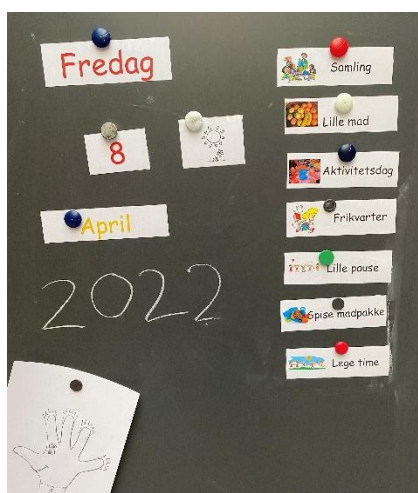 Fredag
8
April
2022
Samling
Lille mad
Aktivitetsdag
Frikvarter
Lille pause
Spise madpakke
Lege time